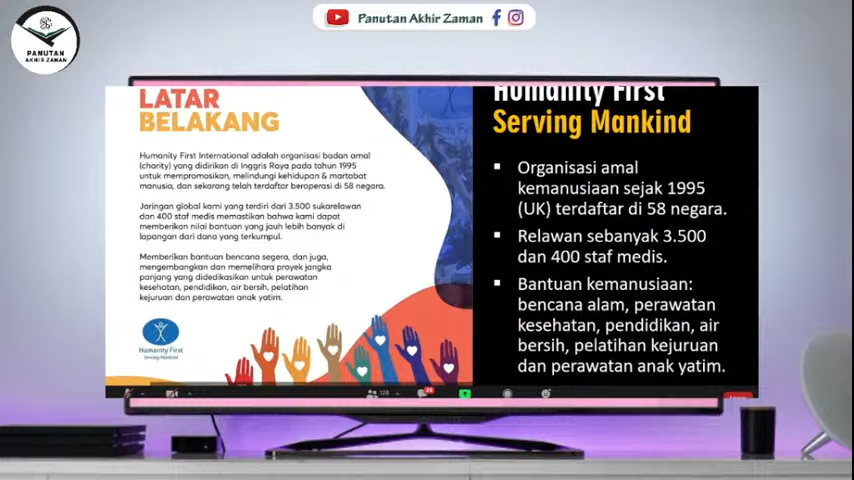 Panutan Akhir Zaman
PANUTAN
AKHIR ZAMAN
LATAR
BELAKANG
Humanity First International adalah organisasi badan amal
(charity) yang didirikan di Inggris Raya pada tahun 1995
untuk mempromosikan, melindungi kehidupan & martabat
manusia, dan sekarang telah terdaftar beroperasi di 58 negara.
Jaringan global kami yang terdiri dari 3.500 sukarelawan
dan 400 staf medis memastikan bahwa kami dapat
memberikan nilai bantuan yang jauh lebih banyak di
lapangan dari dana yang terkumpul.
Memberikan bantuan bencana segera, dan juga,
mengembangkan dan memelihara proyek jangka
panjang yang didedikasikan untuk perawatan
kesehatan, pendidikan, air bersih, pelatihan
kejuruan dan perawatan anak yatim.
Humanity First
Serving Mankind
Humanity First
Serving Mankind
Organisasi amal
kemanusiaan sejak 1995
(UK) terdaftar di 58 negara.
Relawan sebanyak 3.500
dan 400 staf medis.
Bantuan kemanusiaan:
bencana alam, perawatan
kesehatan, pendidikan, air
bersih, pelatihan kejuruan
dan perawatan anak yatim.
128